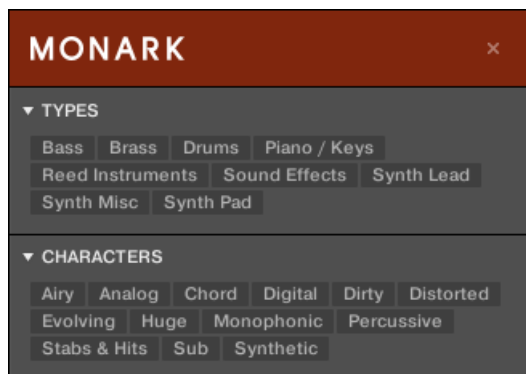 MONARK ×
▼ TYPES
Bass Brass Drums Piano / Keys
Reed Instruments Sound Effects Synth Lead
Synth Misc Synth Pad
▼ CHARACTERS
Airy Analog Chord Digital Dirty Distorted
Evolving Huge Monophonic Percussive
Stabs & Hits Sub Synthetic